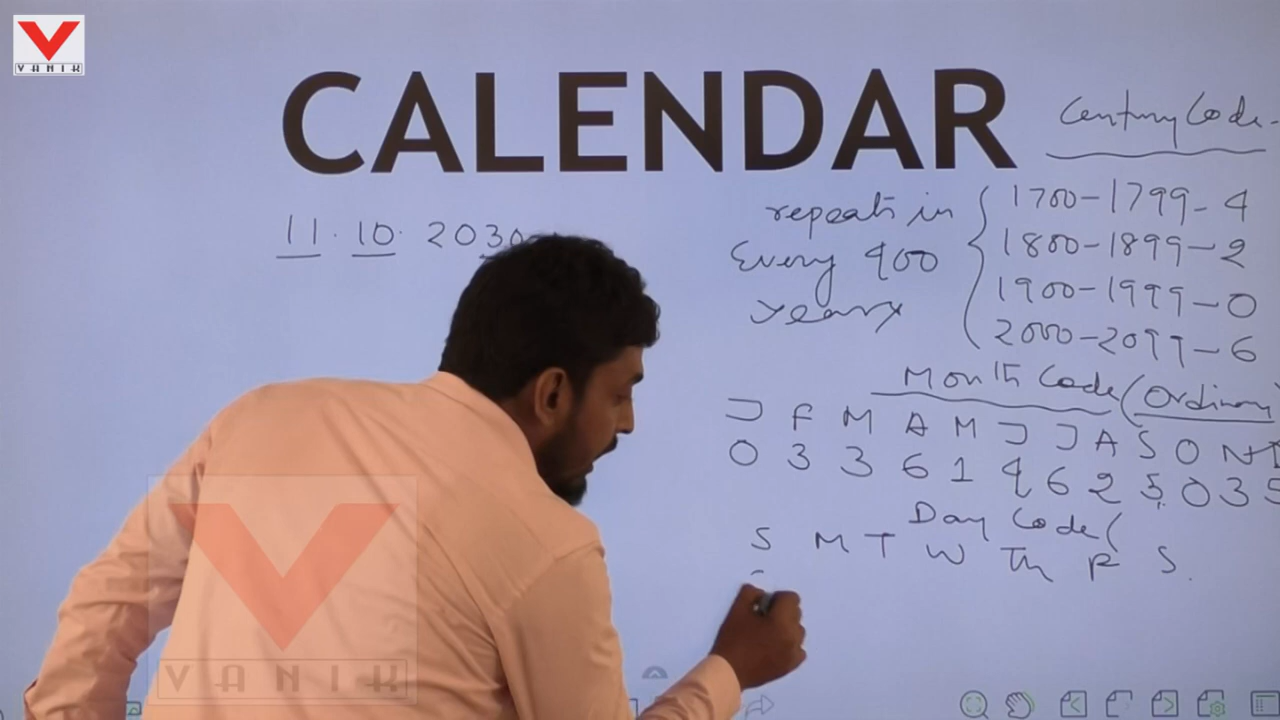 VANIK
CALENDAR
Century Code-
11.10.2030
repeats in
Every 400
years
1700-1799-4
1800-1899-2
1900-1999-0
2000-2099-6
Month Code (Ordinary)
J F M A M J J A S O N D
0 3 3 6 1 4 6 2 5 0 3 5
Day Code (
S M T W Th F S
VANIK